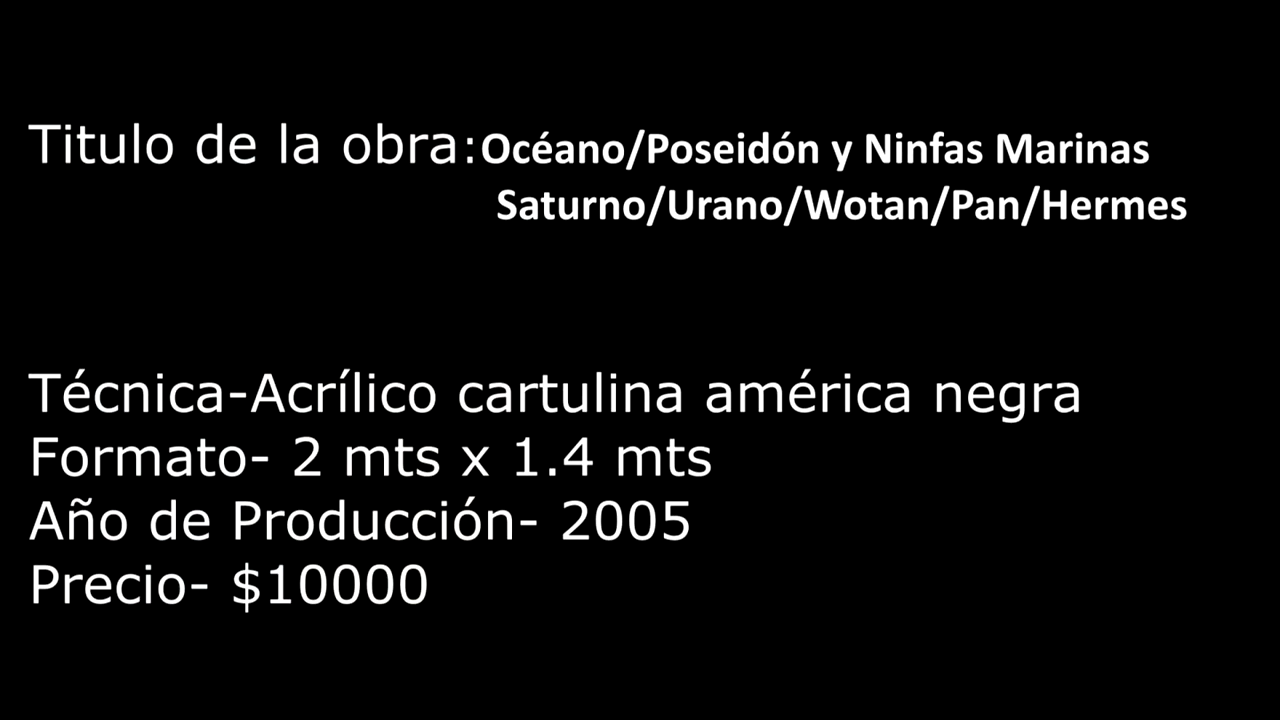 Titulo de la obra:Océano/Poseidón y Ninfas Marinas
Saturno/Urano/Wotan/Pan/Hermes
Técnica-Acrílico cartulina américa negra
Formato- 2 mts x 1.4 mts
Año de Producción- 2005
Precio- $10000